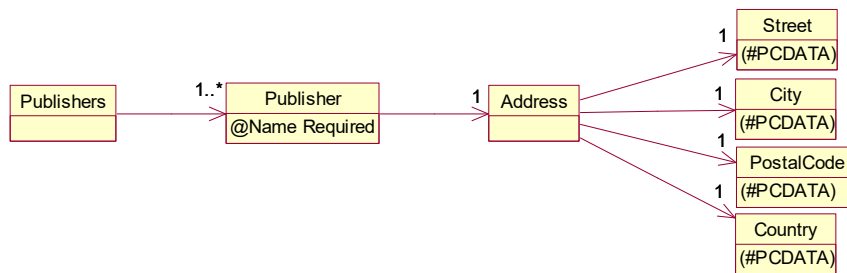 Publishers
1..*
Publisher
@Name Required
1
Address
1
Street
(#PCDATA)
1
City
(#PCDATA)
1
PostalCode
(#PCDATA)
1
Country
(#PCDATA)